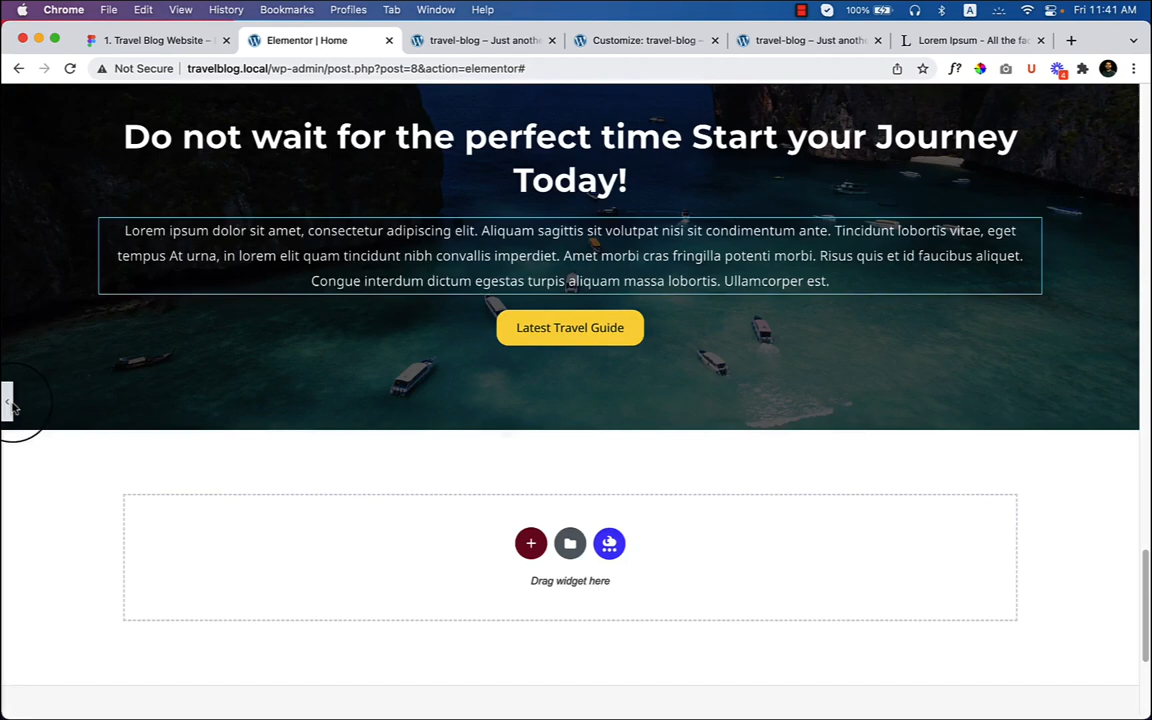 Chrome File Edit View History Bookmarks Profiles Tab Window Help 100% A Fri 11:41 AM
1. Travel Blog Website –
Elementor | Home
travel-blog – Just anoth
Customize: travel-blog –
travel-blog – Just anoth
Lorem Ipsum - All the fac
Not Secure travelblog.local/wp-admin/post.php?post=8&action=elementor# f? U 4
Do not wait for the perfect time Start your Journey
Today!
Lorem ipsum dolor sit amet, consectetur adipiscing elit. Aliquam sagittis sit volutpat nisi sit condimentum ante. Tincidunt lobortis vitae, eget
tempus At urna, in lorem elit quam tincidunt nibh convallis imperdiet. Amet morbi cras fringilla potenti morbi. Risus quis et id faucibus aliquet.
Congue interdum dictum egestas turpis aliquam massa lobortis. Ullamcorper est.
Latest Travel Guide
Drag widget here